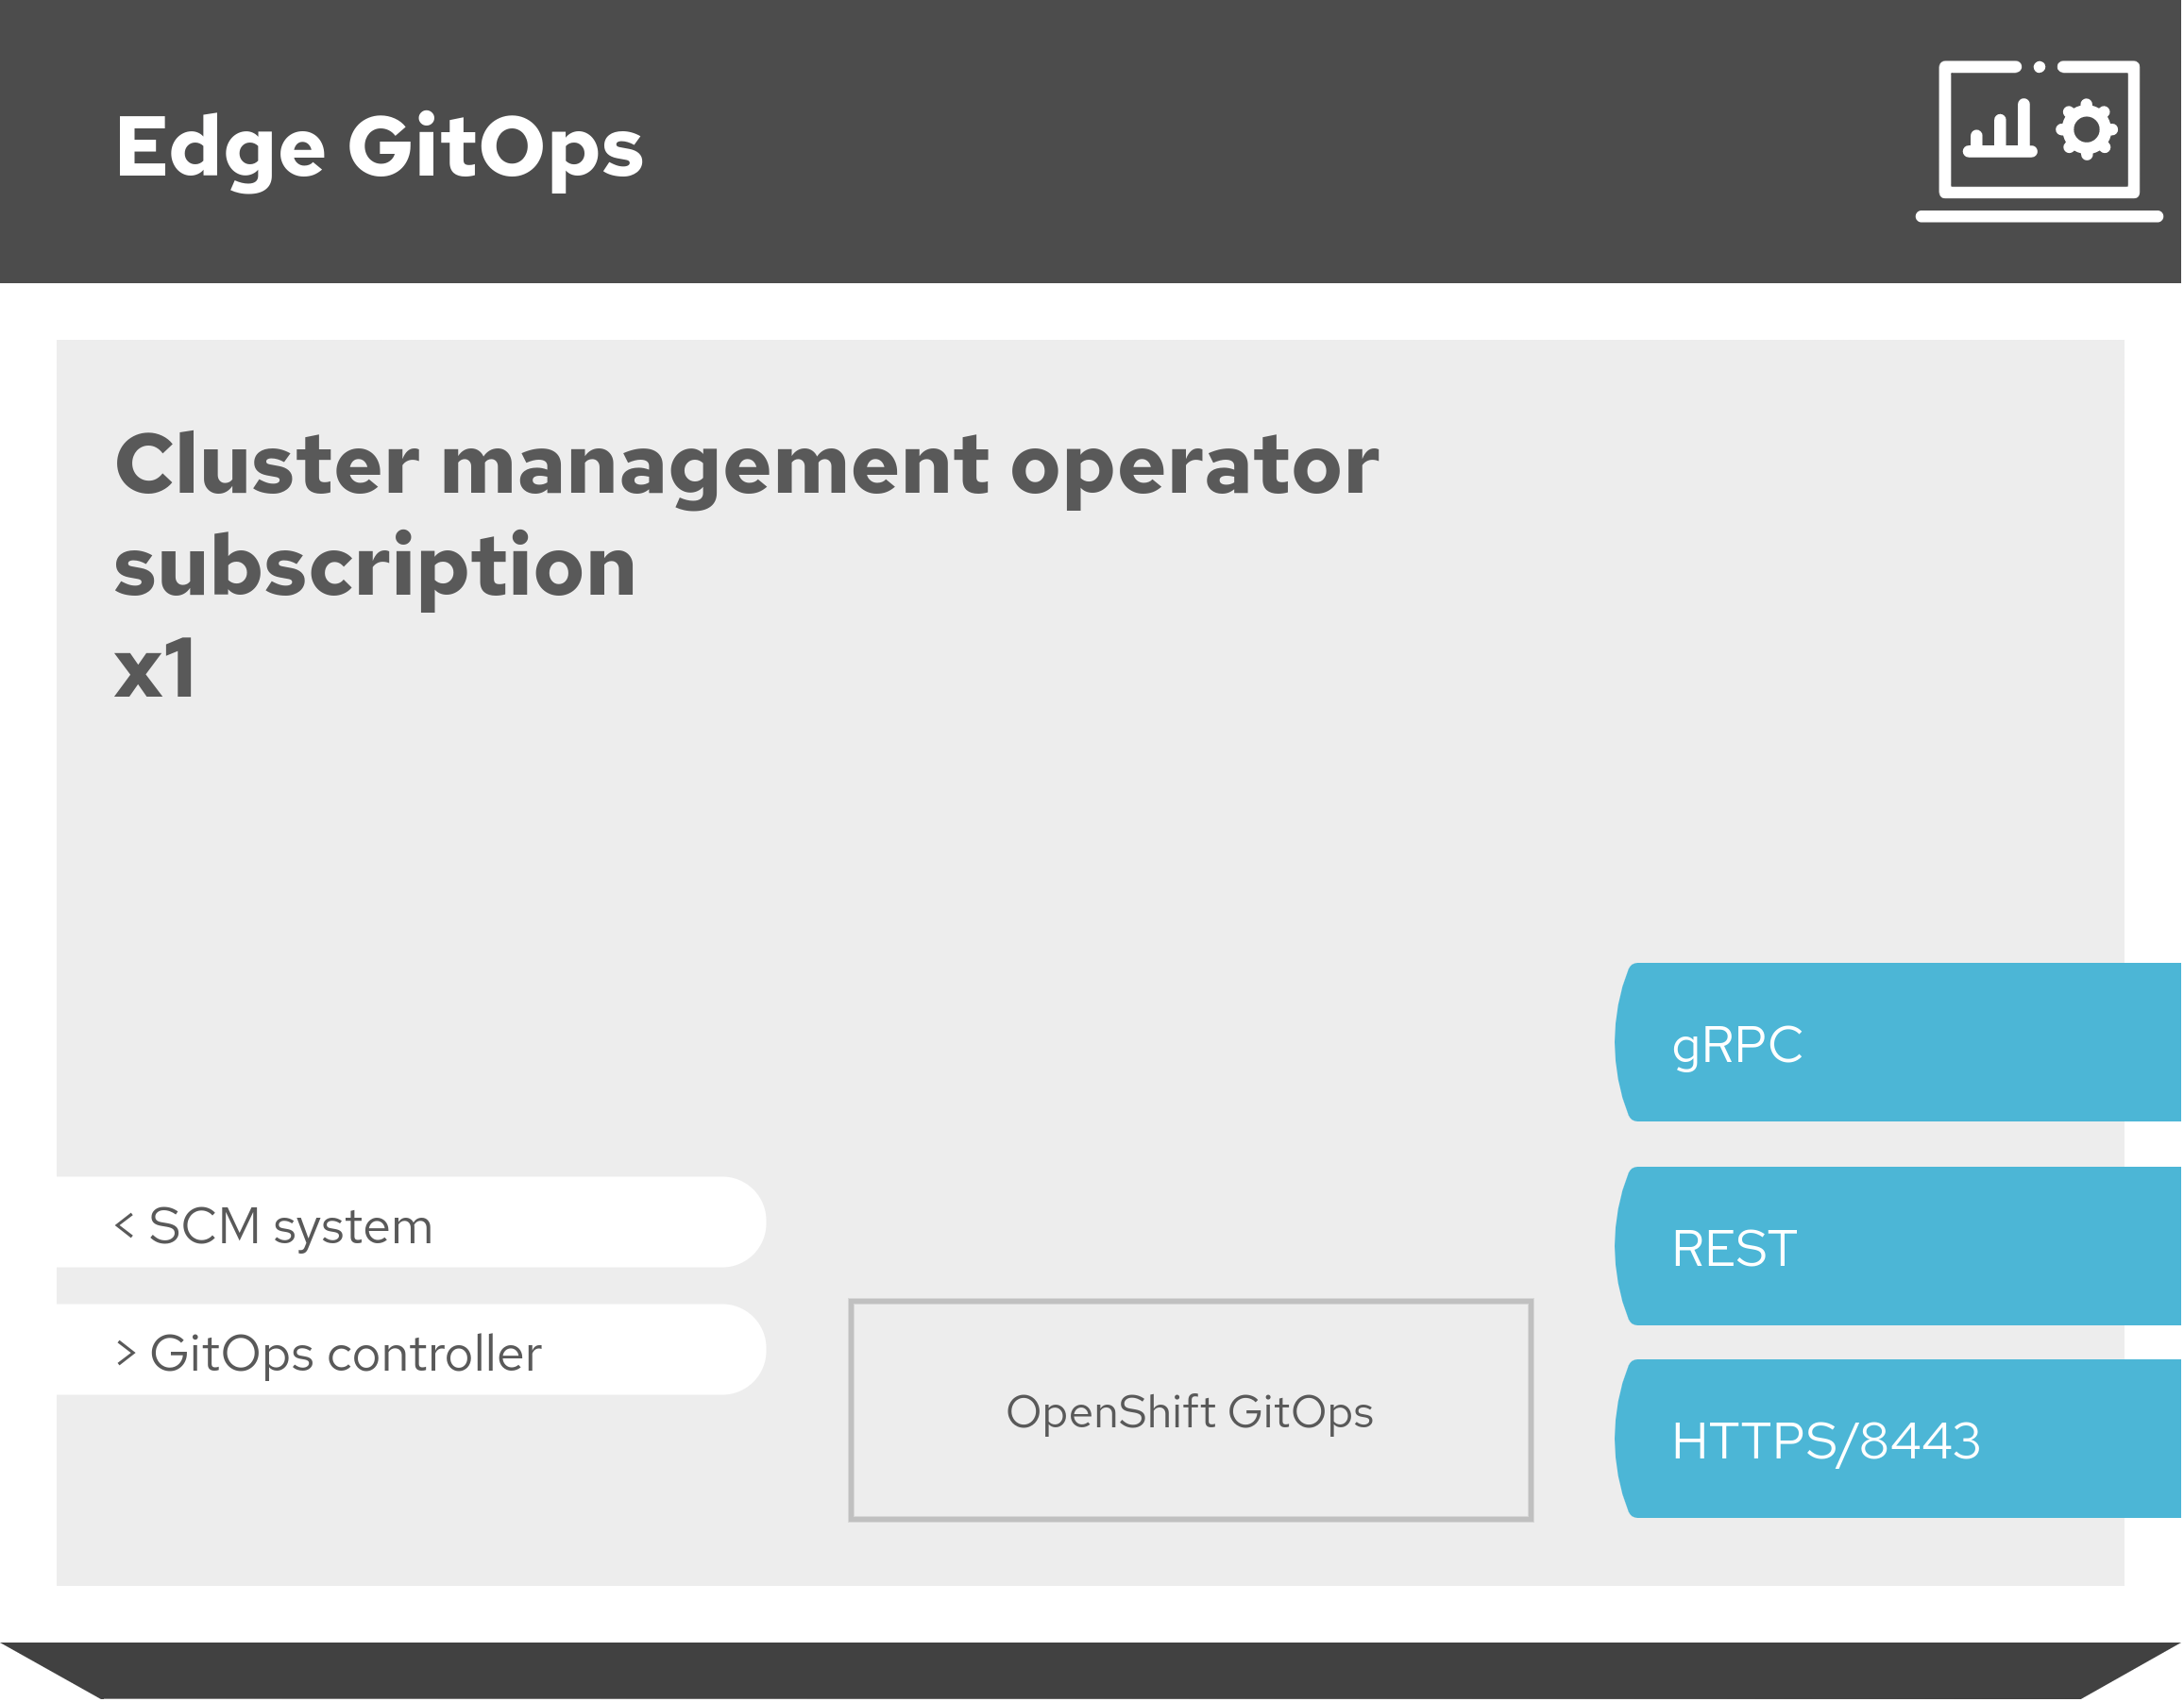 Edge GitOps
Cluster management operator
subscription
x1
gRPC
< SCM system
REST
> GitOps controller
OpenShift GitOps
HTTPS/8443